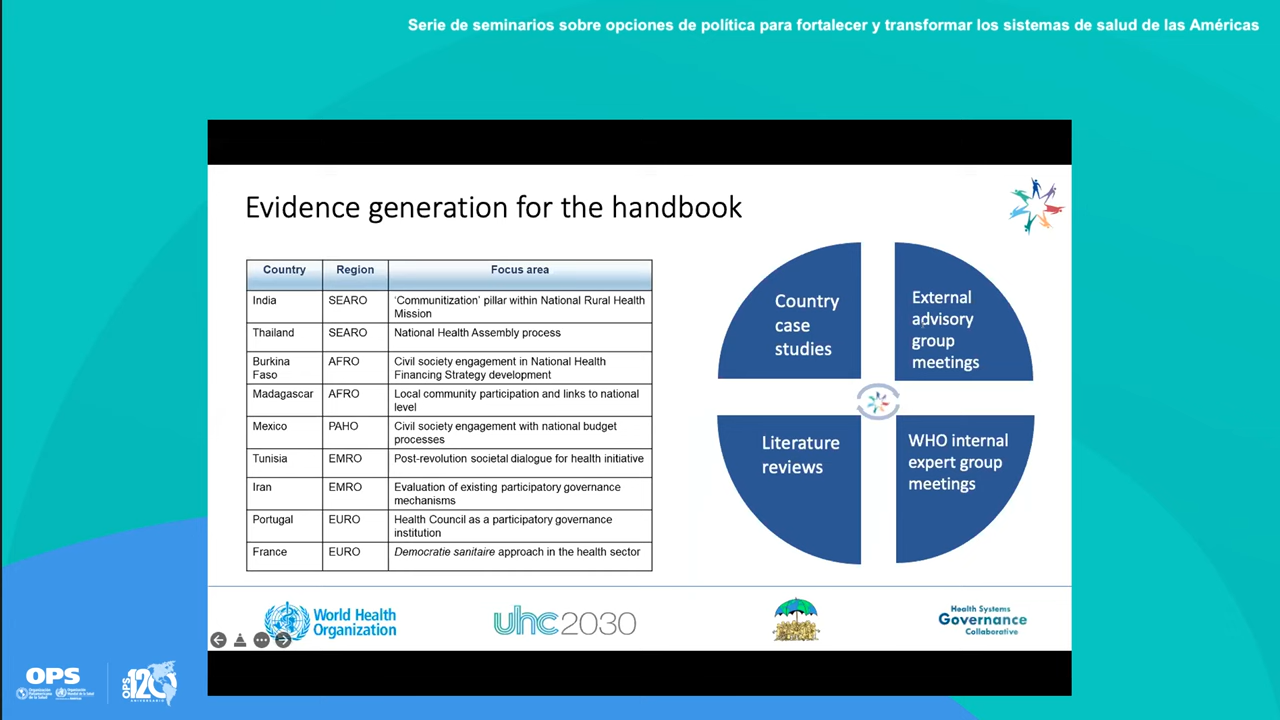 Serie de seminarios sobre opciones de política para fortalecer y transformar los sistemas de salud de las Américas
Evidence generation for the handbook
Country Region Focus area
India SEARO ‘Communitization’ pillar within National Rural Health
Mission
Thailand SEARO National Health Assembly process
Burkina
Faso
AFRO
Civil society engagement in National Health
Financing Strategy development
Madagascar AFRO Local community participation and links to national
level
Mexico PAHO Civil society engagement with national budget
processes
Tunisia EMRO Post-revolution societal dialogue for health initiative
Iran EMRO Evaluation of existing participatory governance
mechanisms
Portugal EURO Health Council as a participatory governance
institution
France EURO Democratie sanitaire approach in the health sector
Country
case
studies
External
advisory
group
meetings
Literature
reviews
WHO internal
expert group
meetings
World Health
Organization
uhc2030
Health Systems
Governance
Collaborative
OPS
OPS
120